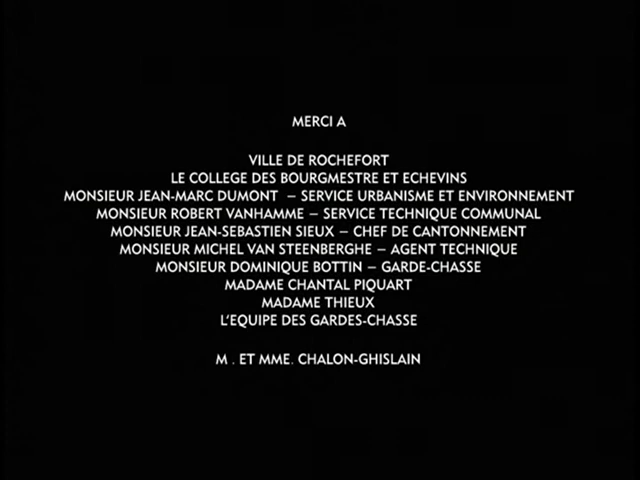 MERCI A
VILLE DE ROCHEFORT
LE COLLEGE DES BOURGMESTRE ET ECHEVINS
MONSIEUR JEAN-MARC DUMONT – SERVICE URBANISME ET ENVIRONNEMENT
MONSIEUR ROBERT VANHAMME – SERVICE TECHNIQUE COMMUNAL
MONSIEUR JEAN-SEBASTIEN SIEUX – CHEF DE CANTONNEMENT
MONSIEUR MICHEL VAN STEENBERGHE – AGENT TECHNIQUE
MONSIEUR DOMINIQUE BOTTIN – GARDE-CHASSE
MADAME CHANTAL PIQUART
MADAME THIEUX
L'EQUIPE DES GARDES-CHASSE
M . ET MME. CHALON-GHISLAIN